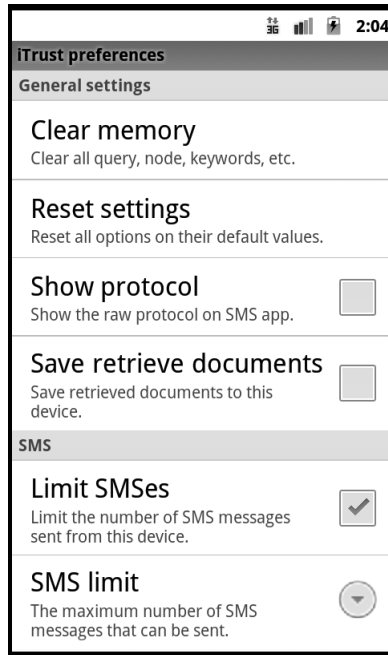 3G 2:04
iTrust preferences
General settings
Clear memory
Clear all query, node, keywords, etc.
Reset settings
Reset all options on their default values.
Show protocol
Show the raw protocol on SMS app.
Save retrieve documents
Save retrieved documents to this
device.
SMS
Limit SMSes
Limit the number of SMS messages
sent from this device.
SMS limit
The maximum number of SMS
messages that can be sent.